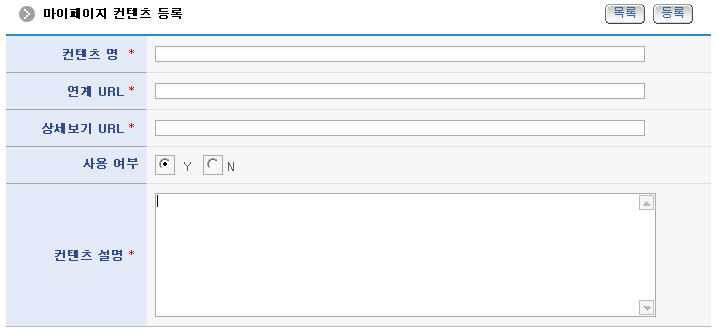 마이페이지 컨텐츠 등록 목록 등록
컨텐츠 명 *
연계 URL *
상세보기 URL *
사용 여부 Y N
컨텐츠 설명 *